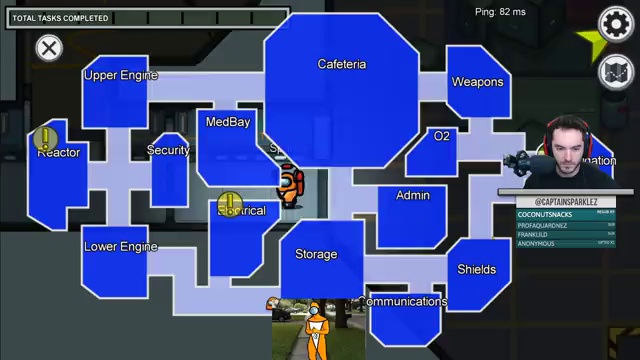 TOTAL TASKS COMPLETED
Ping: 82 ms
Cafeteria
Upper Engine
Weapons
MedBay
O2
Reactor
Security
Admin
Electrical
Lower Engine
Storage
Shields
Communications
@CAPTAINSPARKLEZ
COCONUTSNACKS
PROFAQUARDNEZ
FRANKLILD
ANONYMOUS